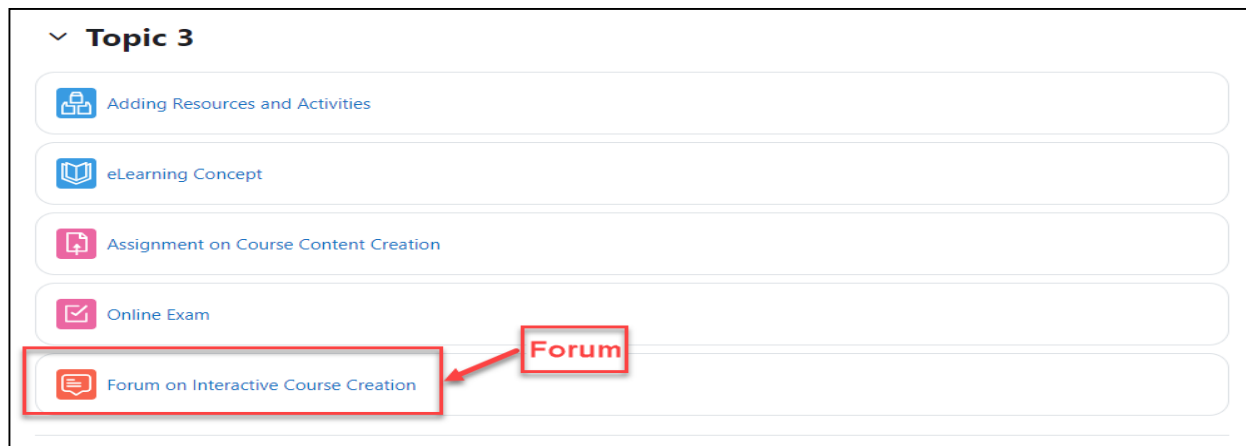 Topic 3
Adding Resources and Activities
eLearning Concept
Assignment on Course Content Creation
Online Exam
Forum
Forum on Interactive Course Creation